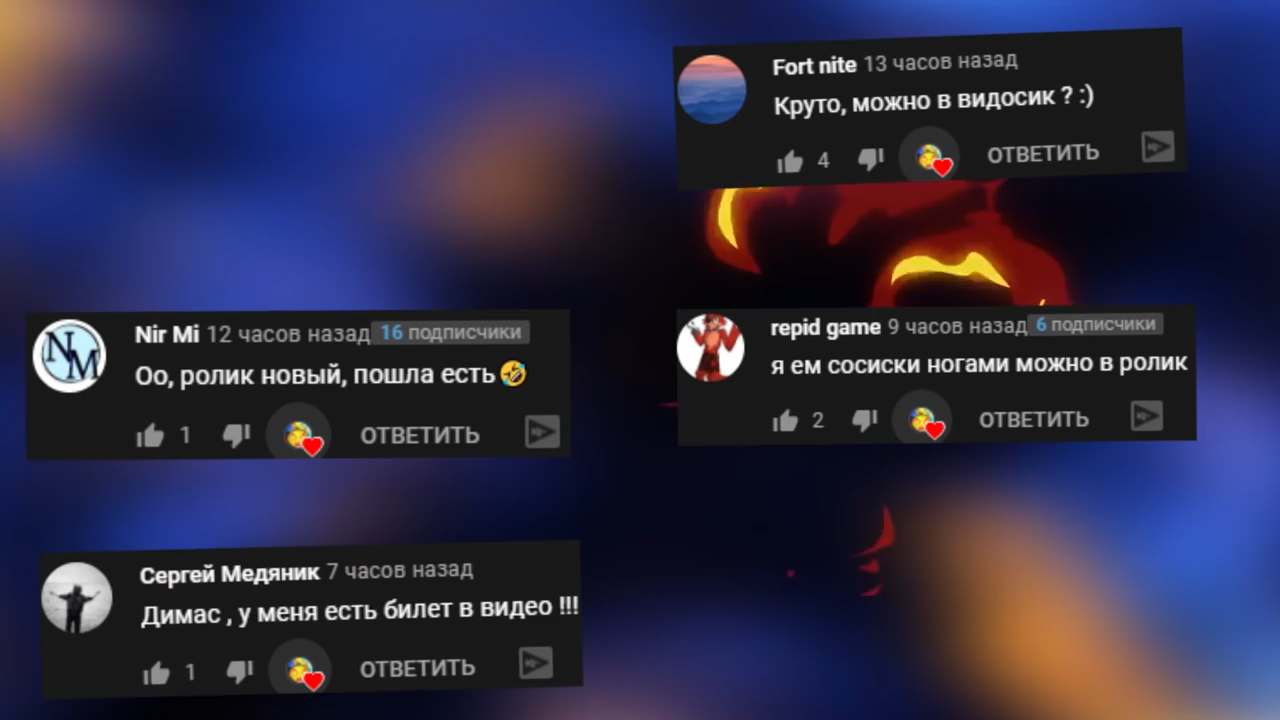 Fort nite 13 часов назад
Круто, можно в видосик ? :)
4 ОТВЕТИТЬ
Nir Mi 12 часов назад 16 подписчики
Оо, ролик новый, пошла есть🤣
1 ОТВЕТИТЬ
repid game 9 часов назад 6 подписчики
я ем сосиски ногами можно в ролик
2 ОТВЕТИТЬ
Сергей Медяник 7 часов назад
Димас , у меня есть билет в видео !!!
1 ОТВЕТИТЬ
NM